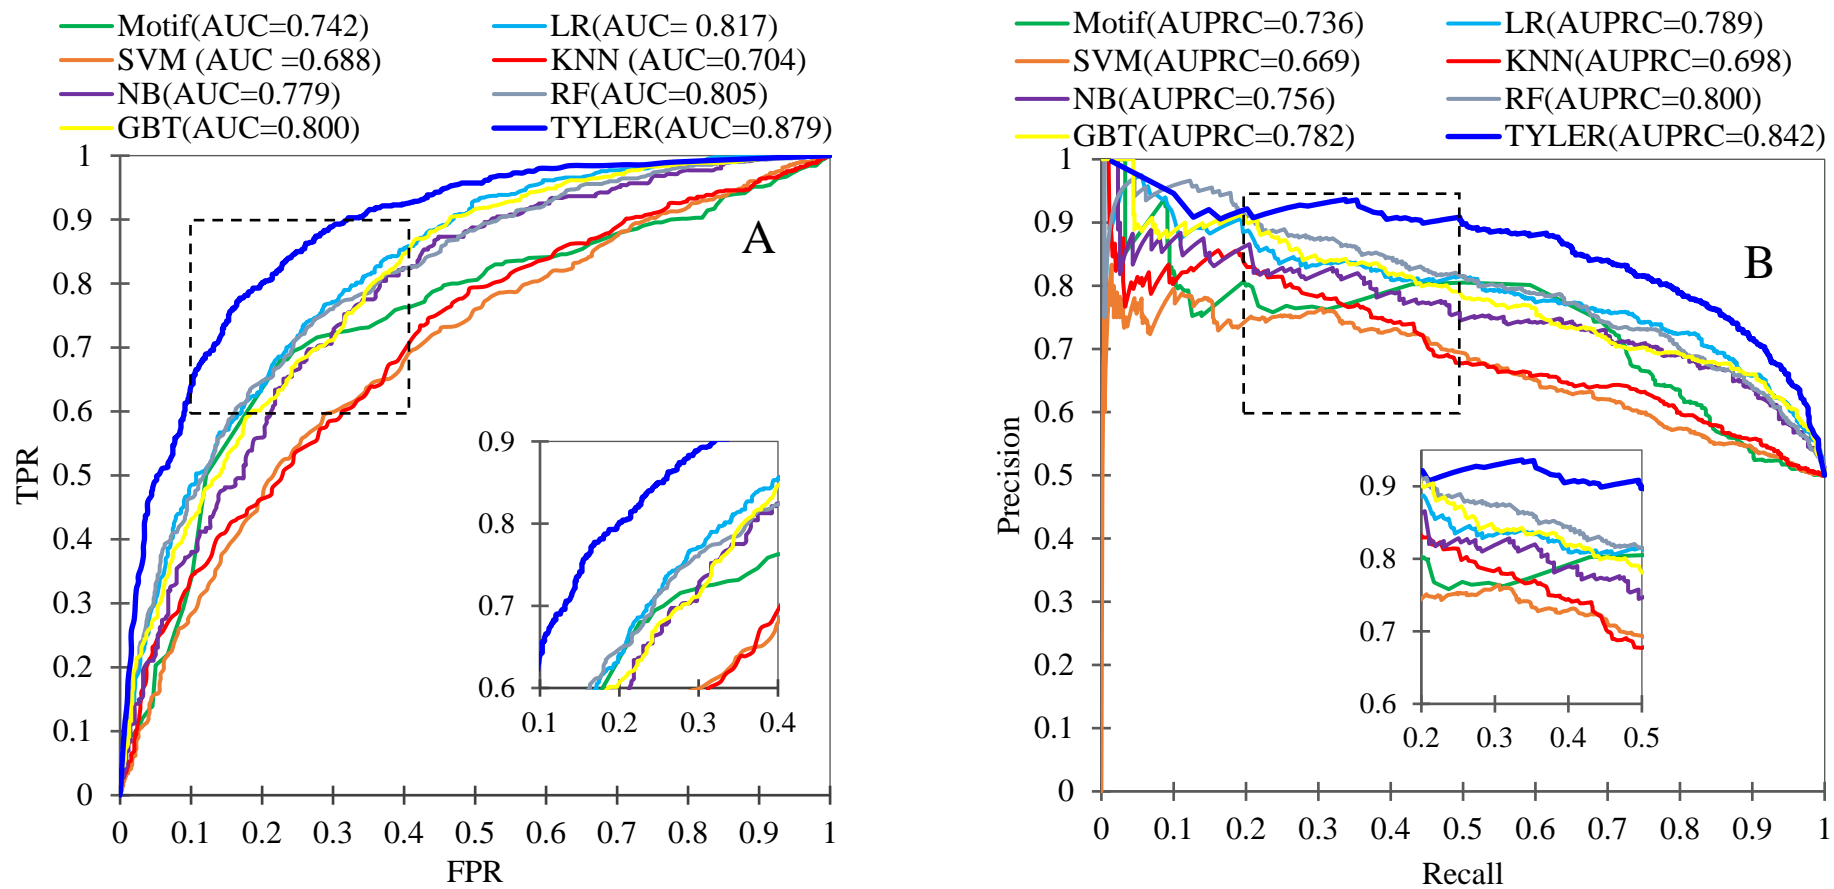 Motif(AUC=0.742) LR(AUC= 0.817)
SVM (AUC =0.688) KNN (AUC=0.704)
NB(AUC=0.779) RF(AUC=0.805)
GBT(AUC=0.800) TYLER(AUC=0.879)
1
0.9
0.8
0.7
0.6
0.5
0.4
0.3
0.2
0.1
0
TPR
A
0.9
0.8
0.7
0.6
0.1 0.2 0.3 0.4
0 0.1 0.2 0.3 0.4 0.5 0.6 0.7 0.8 0.9 1
FPR
Motif(AUPRC=0.736) LR(AUPRC=0.789)
SVM(AUPRC=0.669) KNN(AUPRC=0.698)
NB(AUPRC=0.756) RF(AUPRC=0.800)
GBT(AUPRC=0.782) TYLER(AUPRC=0.842)
1
0.9
0.8
0.7
0.6
0.5
0.4
0.3
0.2
0.1
0
Precision
B
0.9
0.8
0.7
0.6
0.2 0.3 0.4 0.5
0 0.1 0.2 0.3 0.4 0.5 0.6 0.7 0.8 0.9 1
Recall